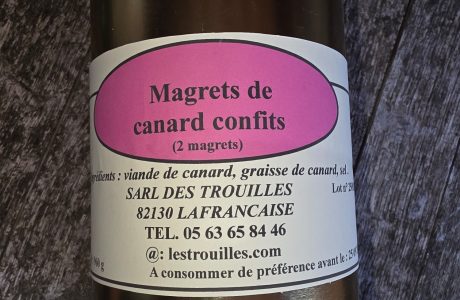 Magrets de
canard confits
(2 magrets)
: viande de canard, graisse de canard, sel.
SARL DES TROUILLES Lot n°
82130 LAFRANCAISE
TEL. 05 63 65 84 46
@: lestrouilles.com
g A consommer de préférence avant le :